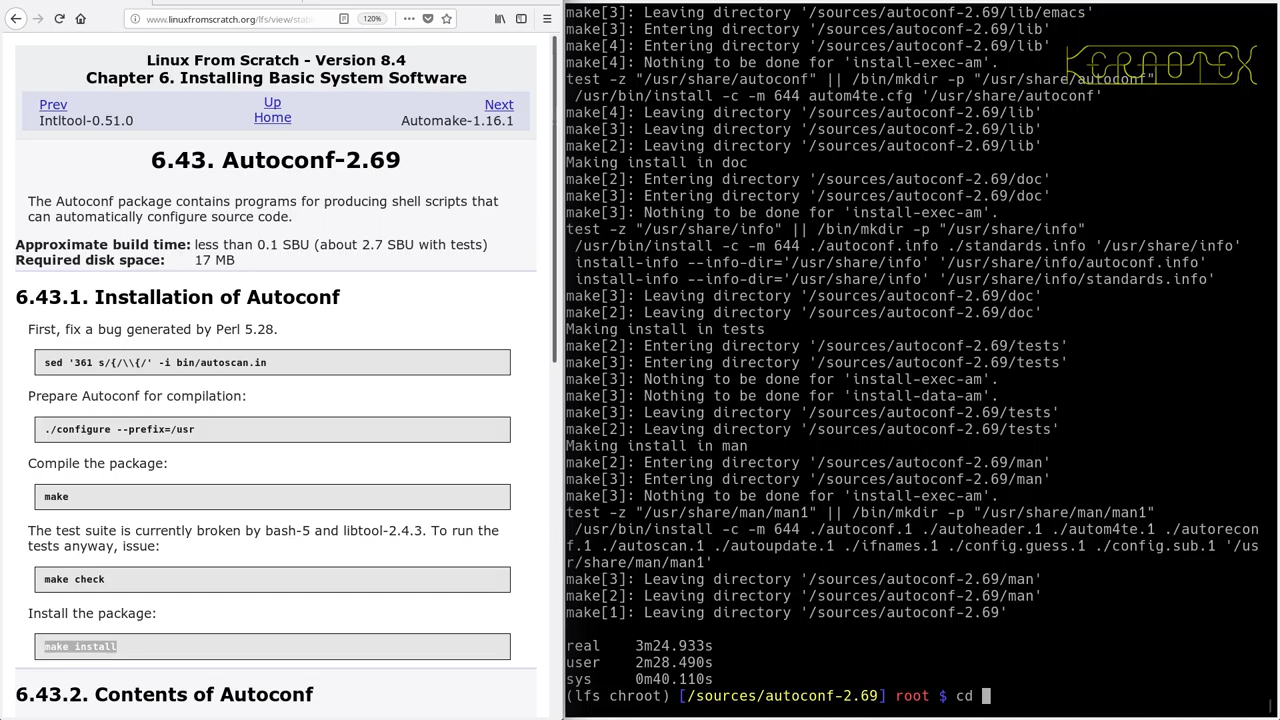 www.linuxfromscratch.org/lfs/view/stab
120%
Linux From Scratch - Version 8.4
Chapter 6. Installing Basic System Software
Prev
Up
Next
Intltool-0.51.0
Home
Automake-1.16.1
6.43. Autoconf-2.69
The Autoconf package contains programs for producing shell scripts that
can automatically configure source code.
Approximate build time: less than 0.1 SBU (about 2.7 SBU with tests)
Required disk space: 17 MB
6.43.1. Installation of Autoconf
First, fix a bug generated by Perl 5.28.
sed '361 s/{/\\{/' -i bin/autoscan.in
Prepare Autoconf for compilation:
./configure --prefix=/usr
Compile the package:
make
The test suite is currently broken by bash-5 and libtool-2.4.3. To run the
tests anyway, issue:
make check
Install the package:
make install
6.43.2. Contents of Autoconf
make[3]: Leaving directory '/sources/autoconf-2.69/lib/emacs'
make[3]: Entering directory '/sources/autoconf-2.69/lib'
make[4]: Entering directory '/sources/autoconf-2.69/lib'
make[4]: Nothing to be done for 'install-exec-am'.
test -z "/usr/share/autoconf" || /bin/mkdir -p "/usr/share/autoconf"
/usr/bin/install -c -m 644 autom4te.cfg '/usr/share/autoconf'
make[4]: Leaving directory '/sources/autoconf-2.69/lib'
make[3]: Leaving directory '/sources/autoconf-2.69/lib'
make[2]: Leaving directory '/sources/autoconf-2.69/lib'
Making install in doc
make[2]: Entering directory '/sources/autoconf-2.69/doc'
make[3]: Entering directory '/sources/autoconf-2.69/doc'
make[3]: Nothing to be done for 'install-exec-am'.
test -z "/usr/share/info" || /bin/mkdir -p "/usr/share/info"
/usr/bin/install -c -m 644 ./autoconf.info ./standards.info '/usr/share/info'
install-info --info-dir='/usr/share/info' '/usr/share/info/autoconf.info'
install-info --info-dir='/usr/share/info' '/usr/share/info/standards.info'
make[3]: Leaving directory '/sources/autoconf-2.69/doc'
make[2]: Leaving directory '/sources/autoconf-2.69/doc'
Making install in tests
make[2]: Entering directory '/sources/autoconf-2.69/tests'
make[3]: Entering directory '/sources/autoconf-2.69/tests'
make[3]: Nothing to be done for 'install-exec-am'.
make[3]: Nothing to be done for 'install-data-am'.
make[3]: Leaving directory '/sources/autoconf-2.69/tests'
make[2]: Leaving directory '/sources/autoconf-2.69/tests'
Making install in man
make[2]: Entering directory '/sources/autoconf-2.69/man'
make[3]: Entering directory '/sources/autoconf-2.69/man'
make[3]: Nothing to be done for 'install-exec-am'.
test -z "/usr/share/man/man1" || /bin/mkdir -p "/usr/share/man/man1"
/usr/bin/install -c -m 644 ./autoconf.1 ./autoheader.1 ./autom4te.1 ./autorecon
f.1 ./autoscan.1 ./autoupdate.1 ./ifnames.1 ./config.guess.1 ./config.sub.1 '/us
r/share/man/man1'
make[3]: Leaving directory '/sources/autoconf-2.69/man'
make[2]: Leaving directory '/sources/autoconf-2.69/man'
make[1]: Leaving directory '/sources/autoconf-2.69'
real 3m24.933s
user 2m28.490s
sys 0m40.110s
(lfs chroot) [/sources/autoconf-2.69] root $ cd